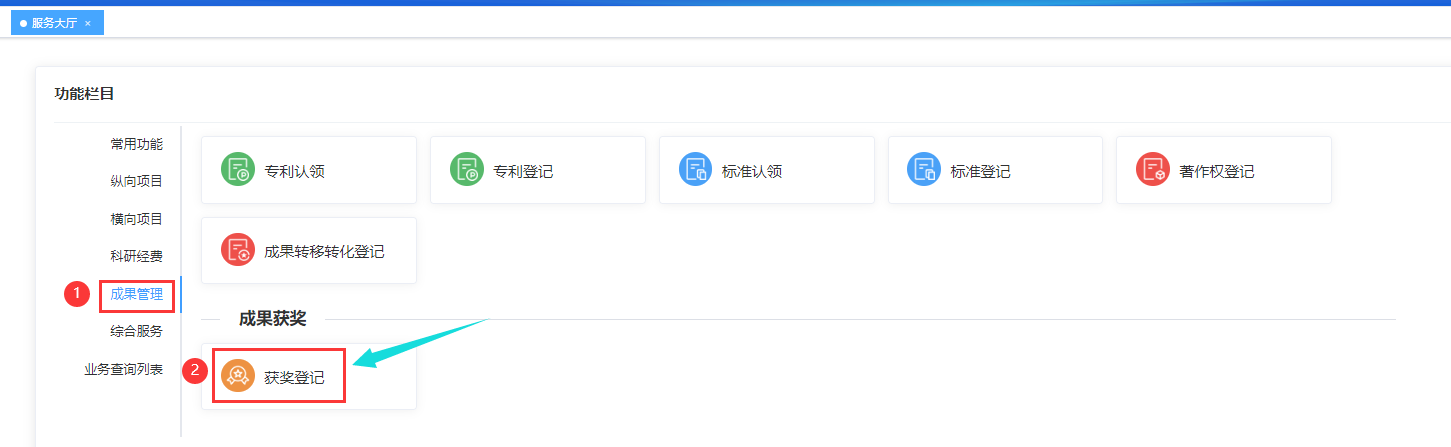 服务大厅 ×
功能栏目
常用功能
纵向项目
横向项目
科研经费
1 成果管理
综合服务
业务查询列表
专利认领
专利登记
标准认领
标准登记
著作权登记
成果转移转化登记
成果获奖
2 获奖登记